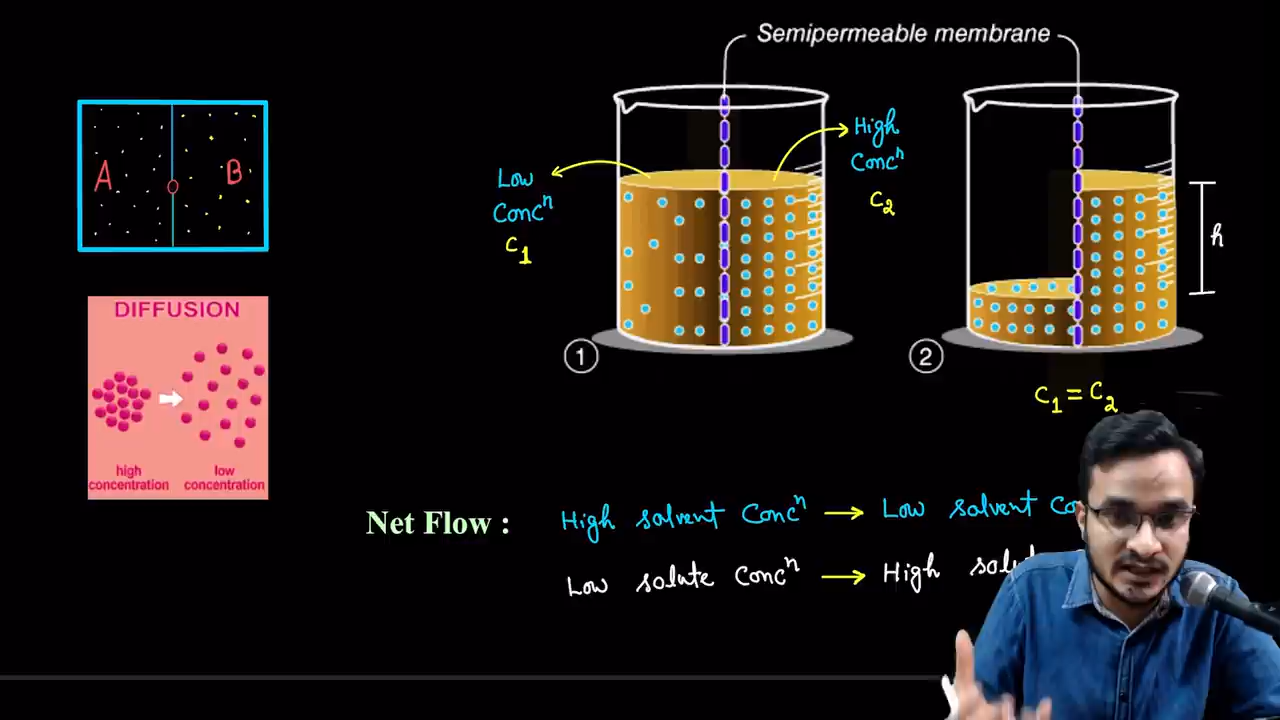 Semipermeable membrane
A
B
Low
Concⁿ
C₁
High
Concⁿ
C₂
h
1
2
C₁ = C₂
DIFFUSION
high
concentration
low
concentration
Net Flow :
High solvent Concⁿ → Low solvent
Low solute Concⁿ → High